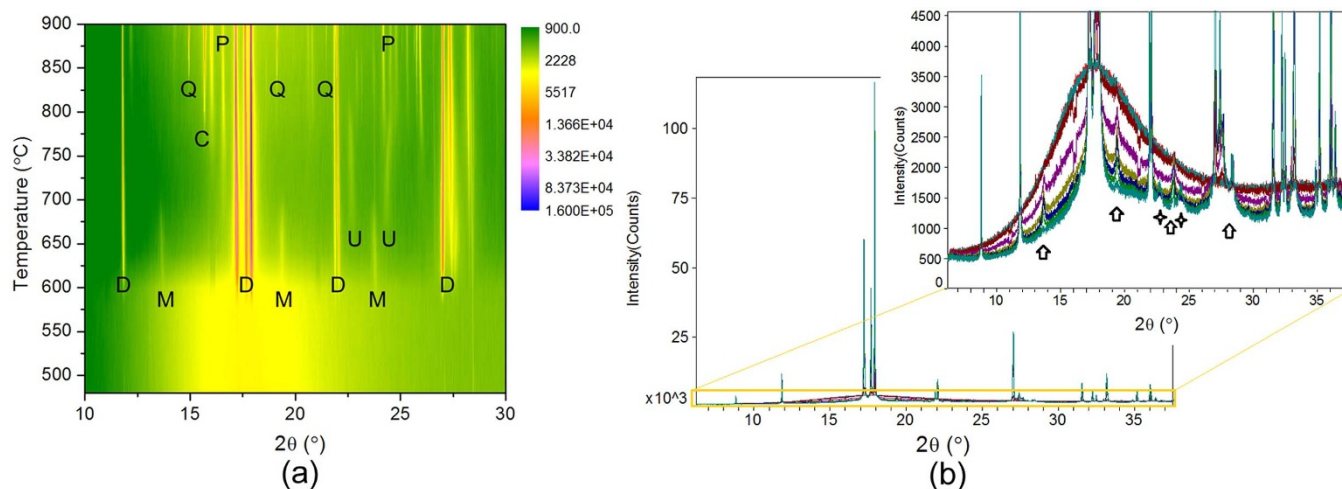 900
850
800
750
700
650
600
550
500
Temperature (°C)
P P
Q Q Q
C
U U
D D D D
M M M
10 15 20 25 30
2θ (°)
(a)
900.0
2228
5517
1.366E+04
3.382E+04
8.373E+04
1.600E+05
Intensity(Counts)
100
75
50
25
x10^3
10 15 20 25 30 35
2θ (°)
(b)
Intensity(Counts)
4500
4000
3500
3000
2500
2000
1500
1000
500
0
10 15 20 25 30 35
2θ (°)